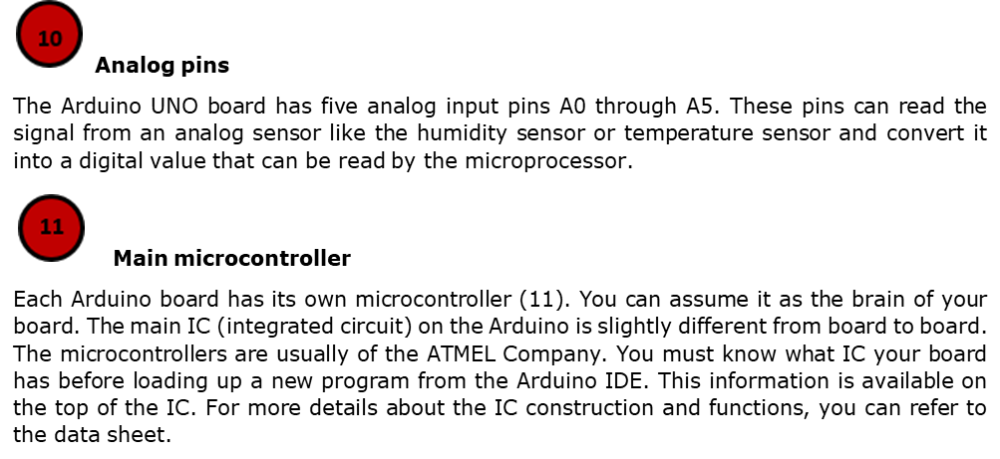 10
Analog pins
The Arduino UNO board has five analog input pins A0 through A5. These pins can read the
signal from an analog sensor like the humidity sensor or temperature sensor and convert it
into a digital value that can be read by the microprocessor.
11
Main microcontroller
Each Arduino board has its own microcontroller (11). You can assume it as the brain of your
board. The main IC (integrated circuit) on the Arduino is slightly different from board to board.
The microcontrollers are usually of the ATMEL Company. You must know what IC your board
has before loading up a new program from the Arduino IDE. This information is available on
the top of the IC. For more details about the IC construction and functions, you can refer to
the data sheet.